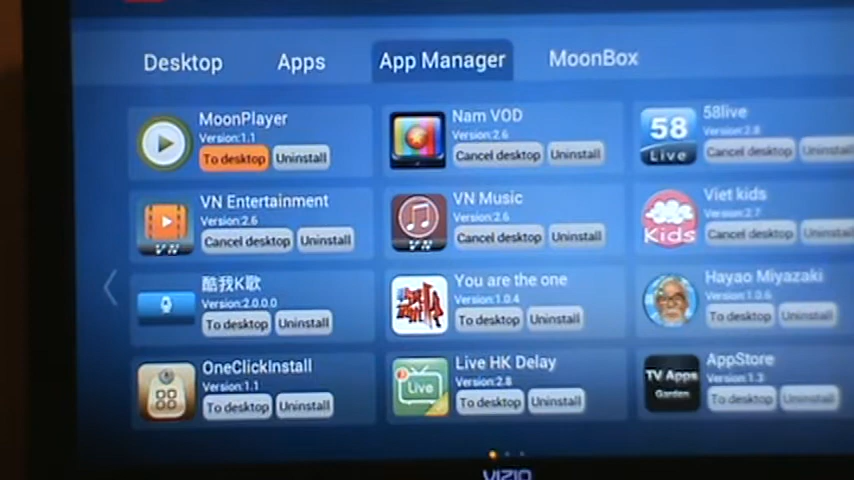 Desktop Apps App Manager MoonBox
MoonPlayer
Version:1.1
To desktop Uninstall
Nam VOD
Version:2.6
Cancel desktop Uninstall
58live
Version:2.8
Cancel desktop Uninstall
58
Live
VN Entertainment
Version:2.6
Cancel desktop Uninstall
VN
VN Music
Version:2.6
Cancel desktop Uninstall
VN
Viet kids
Version:2.7
Cancel desktop Uninstall
Kids
酷我K歌
Version:2.0.0.0
To desktop Uninstall
You are the one
Version:1.0.4
To desktop Uninstall
Hayao Miyazaki
Version:1.0.6
To desktop Uninstall
OneClickInstall
Version:1.1
To desktop Uninstall
Live HK Delay
Version:2.8
To desktop Uninstall
Live
AppStore
Version:1.3
To desktop Uninstall
TV Apps
Garden
VIZIO